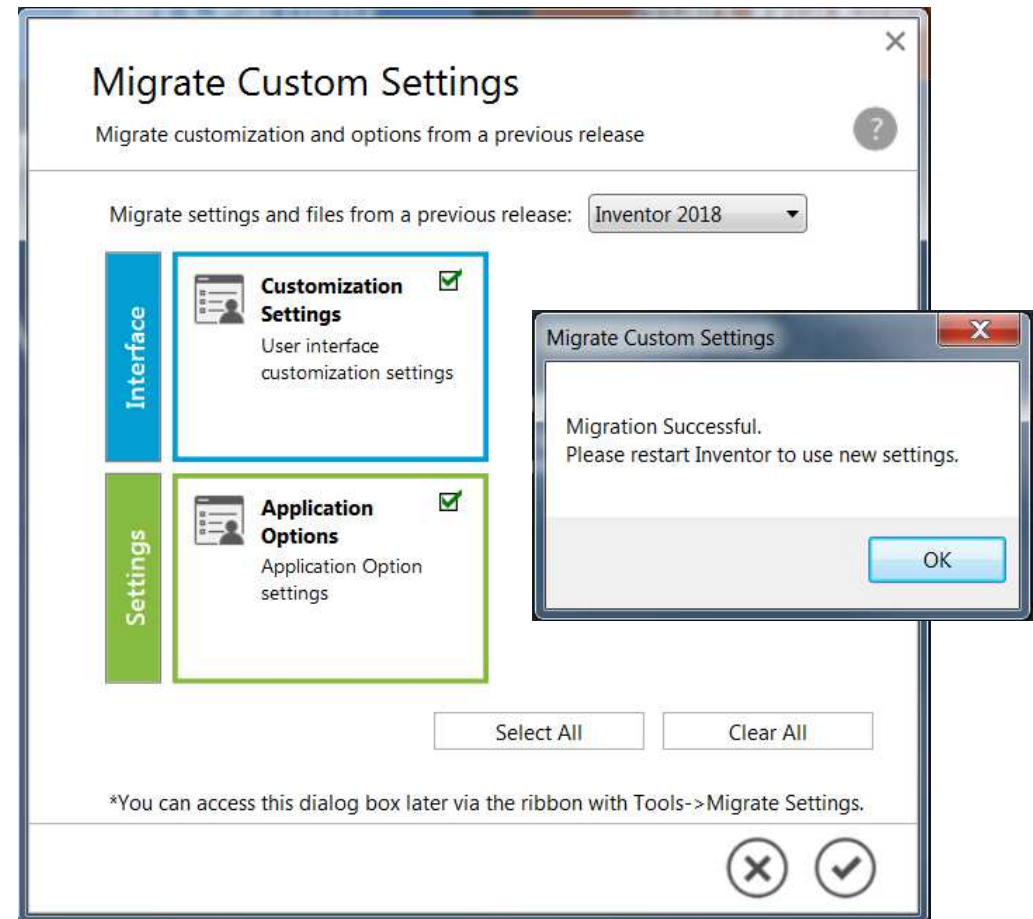 Migrate Custom Settings
Migrate customization and options from a previous release
?
Migrate settings and files from a previous release: Inventor 2018
Interface
Customization
Settings
User interface
customization settings
Settings
Application
Options
Application Option
settings
Migrate Custom Settings
Migration Successful.
Please restart Inventor to use new settings.
OK
Select All
Clear All
*You can access this dialog box later via the ribbon with Tools->Migrate Settings.